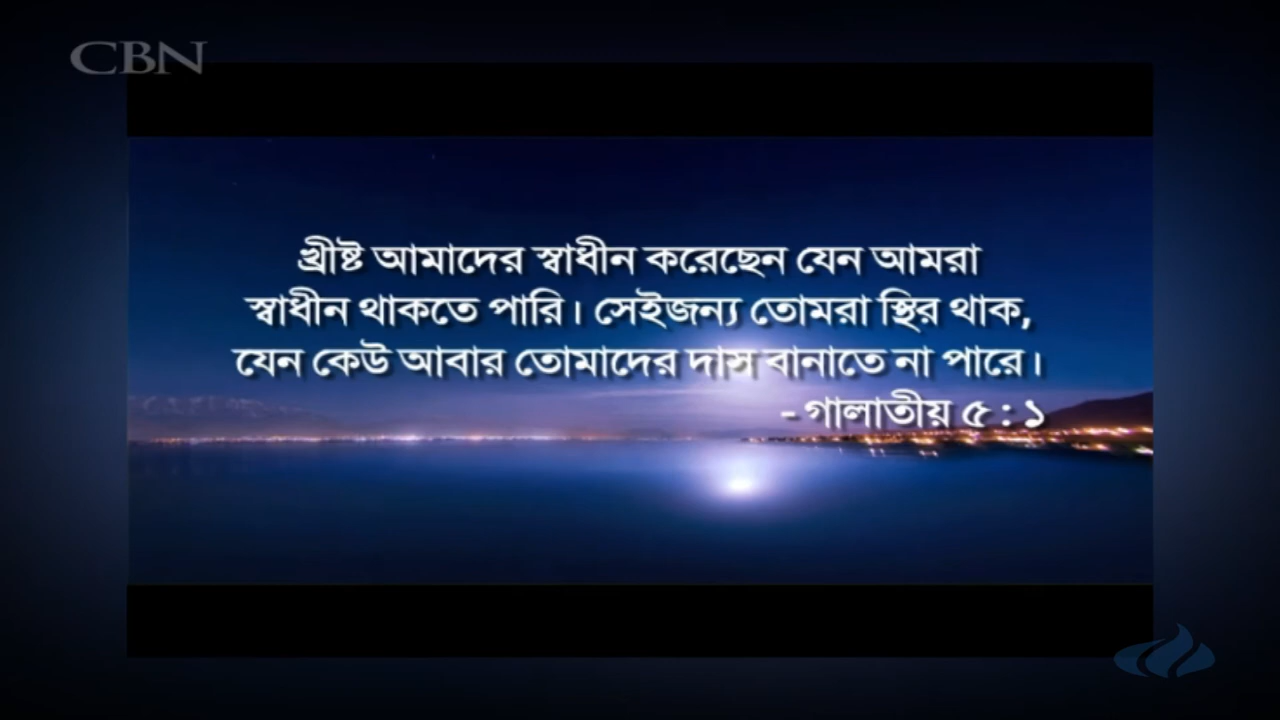 CBN
খ্রীষ্ট আমাদের স্বাধীন করেছেন যেন আমরা
স্বাধীন থাকতে পারি। সেইজন্য তোমরা স্থির থাক,
যেন কেউ আবার তোমাদের দাস বানাতে না পারে।
- গালাতীয় ৫ : ১